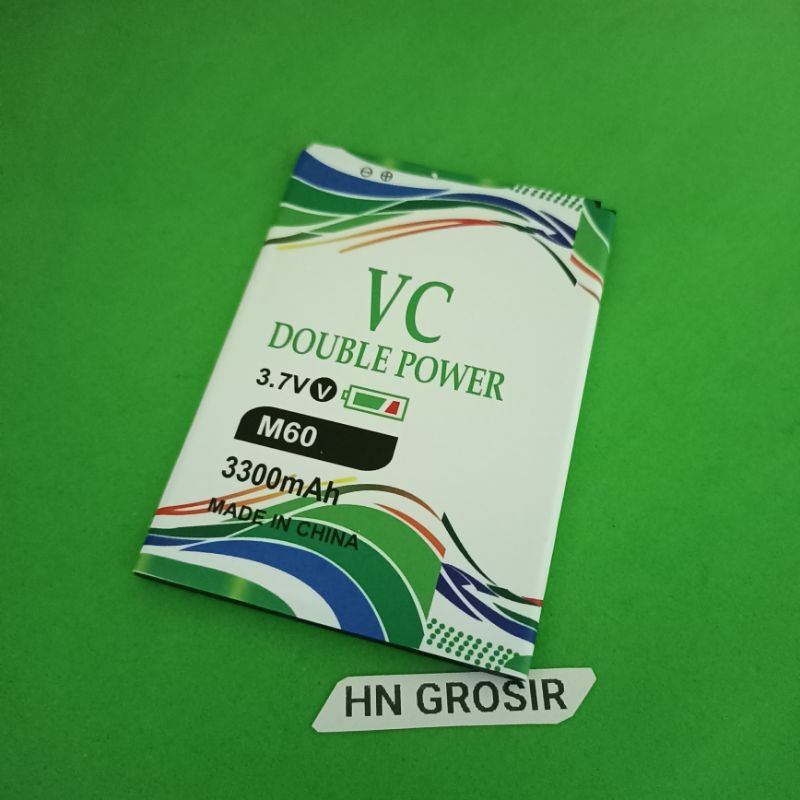 ⊖ ⊕
VC
DOUBLE POWER
3.7V V
M60
3300mAh
MADE IN CHINA
HN GROSIR